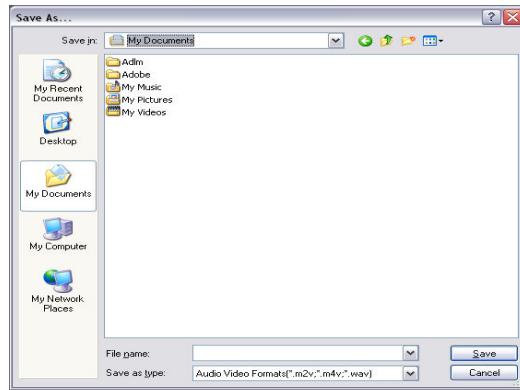 Save As...
Save in:
My Documents
Adlm
Adobe
My Music
My Pictures
My Videos
My Recent
Documents
Desktop
My Documents
My Computer
My Network
Places
File name:
Save
Save as type:
Audio Video Formats(*.m2v;*.m4v;*.wav)
Cancel